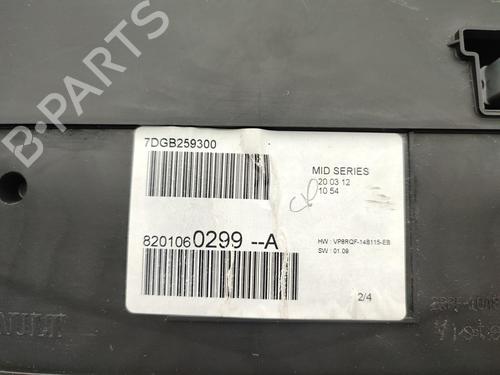 B-PARTS
7DGB259300
MID SERIES
20 03 12
10 54
8201060299 --A
HW : VP8RQF-14B115-EB
SW : 01.09
2/4